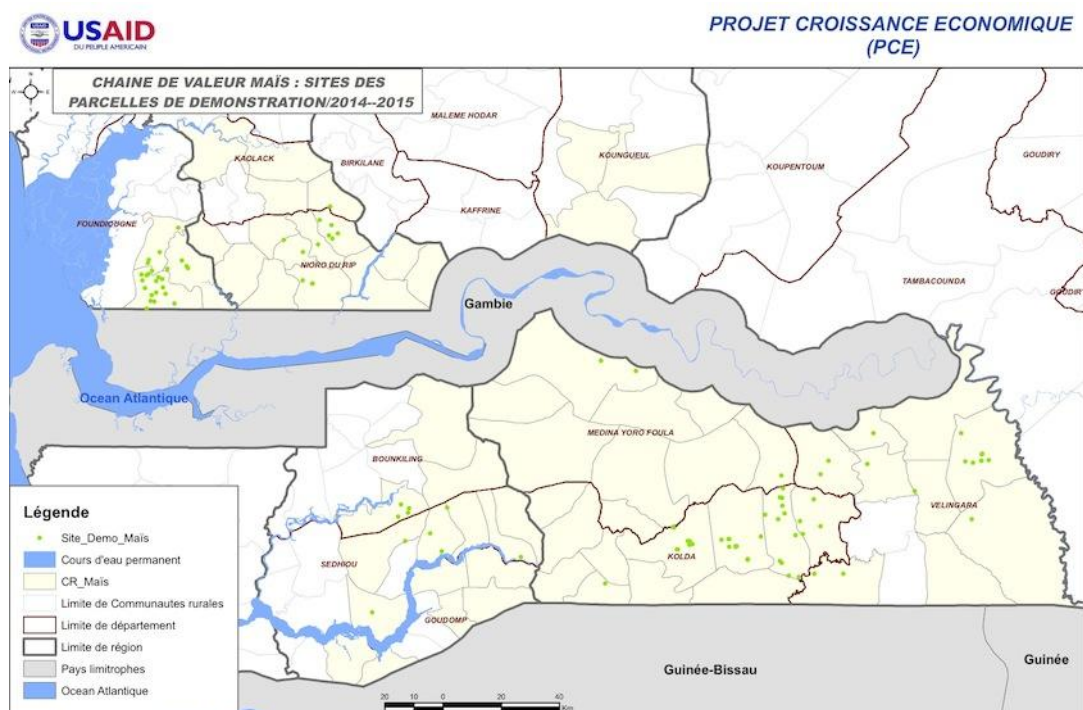 USAID
DU PEUPLE AMERICAIN
PROJET CROISSANCE ECONOMIQUE
(PCE)
CHAINE DE VALEUR MAÏS : SITES DES
PARCELLES DE DEMONSTRATION/2014--2015
N
W
E
S
MALEME HODAR
KAOLACK
BIRKILANE
KOUNGUEUL
KOUPENTOUM
GOUDIRY
KAFFRINE
FOUNDIOUGNE
NIORO DU RIP
TAMBACOUNDA
GOUDIRY
Gambie
Ocean Atlantique
MEDINA YORO FOULA
BOUNKILING
VELINGARA
KOLDA
SEDHIOU
GOUDOMP
Guinée-Bissau
Guinée
Légende
Site_Demo_Maïs
Cours d'eau permanent
CR_Maïs
Limite de Communautes rurales
Limite de département
Limite de région
Pays limitrophes
Ocean Atlantique
20 10 0 20 40
Km